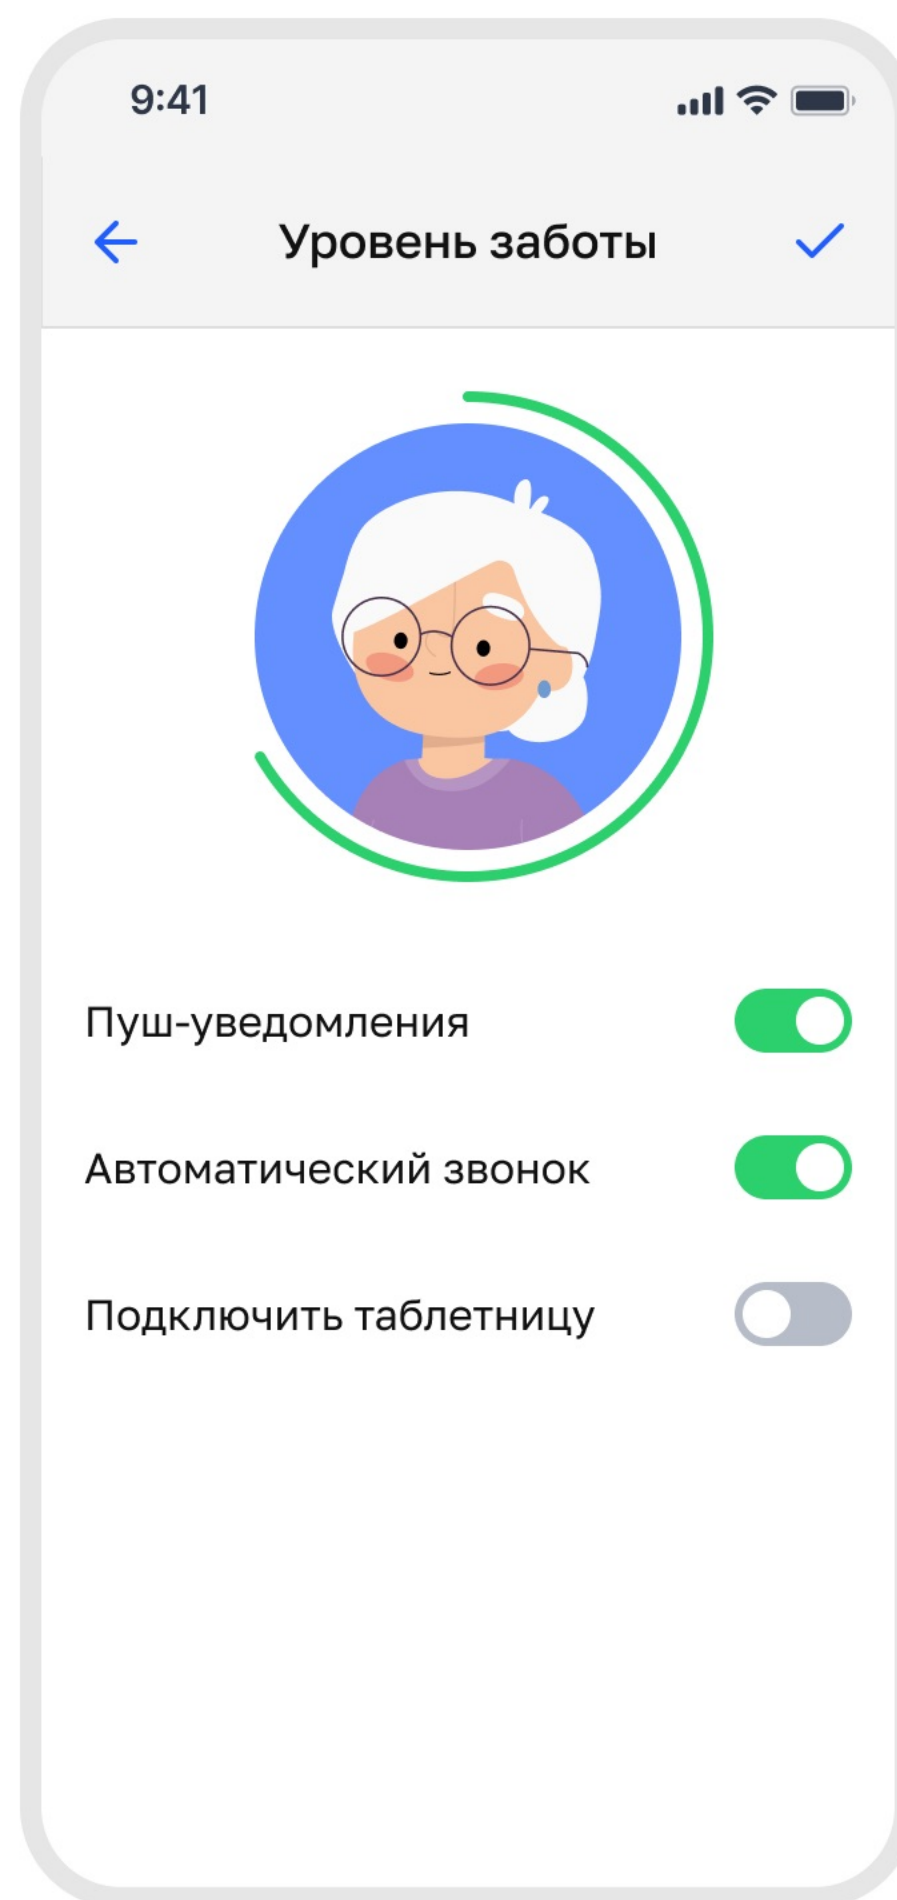 9:41
Уровень заботы
Пуш-уведомления
Автоматический звонок
Подключить таблетницу